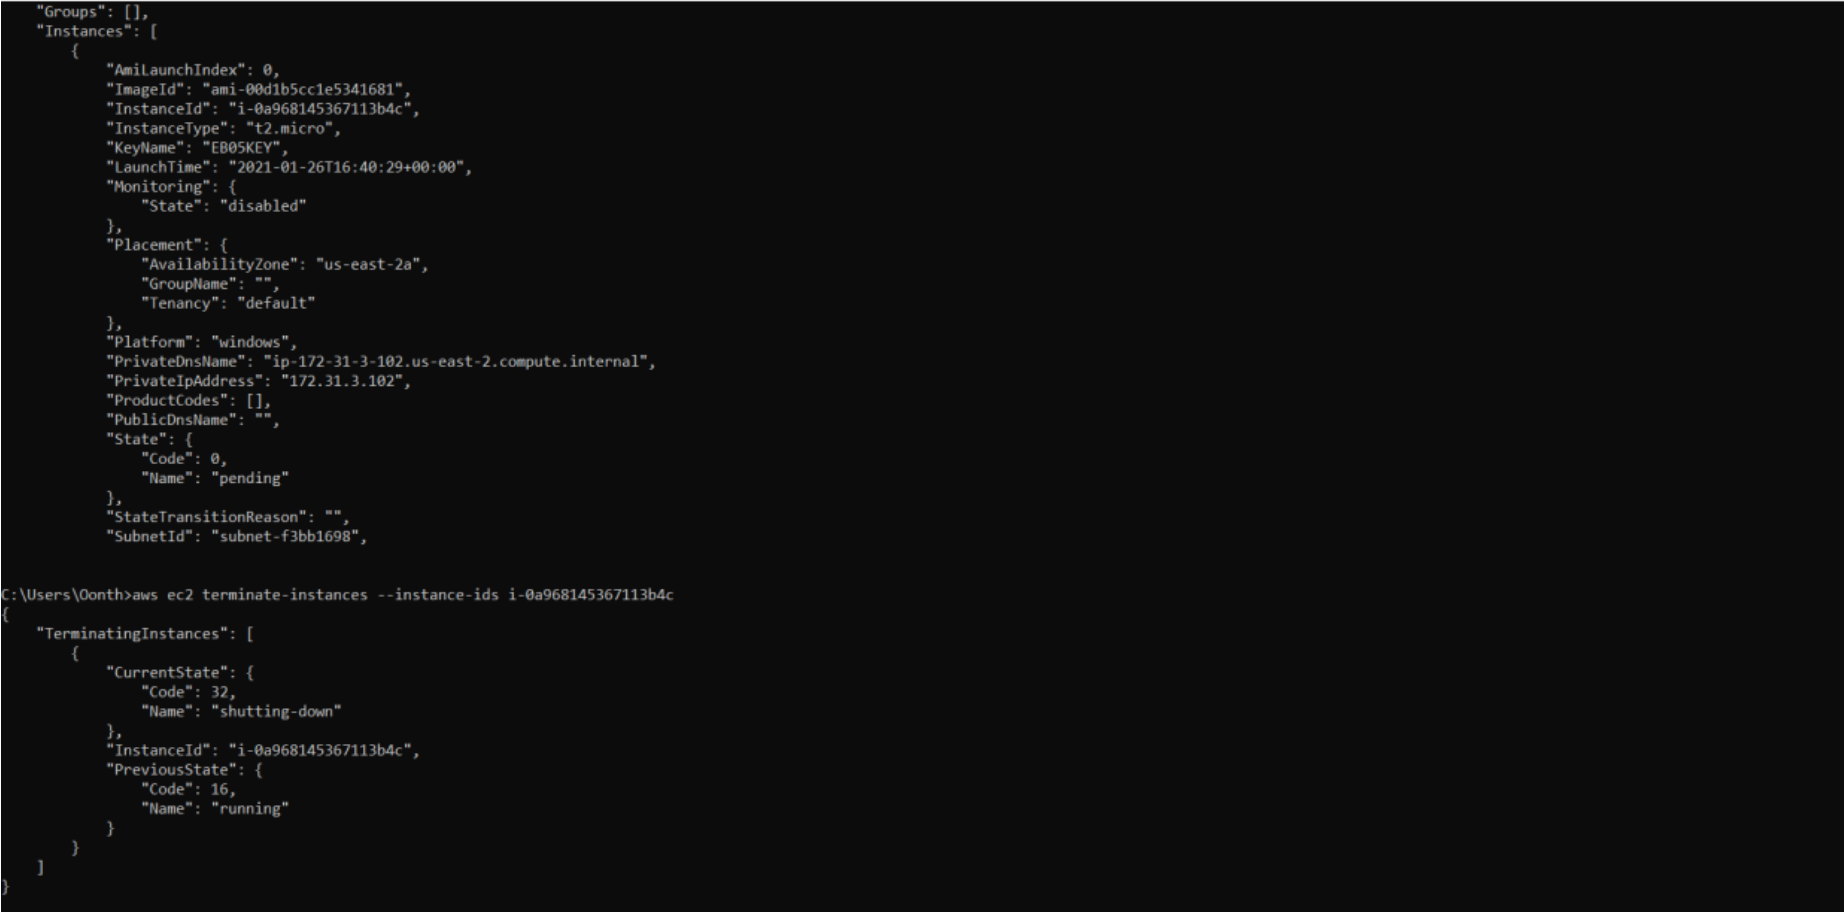 "Groups": [],
"Instances": [
{
"AmiLaunchIndex": 0,
"ImageId": "ami-00d1b5cc1e5341681",
"InstanceId": "i-0a968145367113b4c",
"InstanceType": "t2.micro",
"KeyName": "EB05KEY",
"LaunchTime": "2021-01-26T16:40:29+00:00",
"Monitoring": {
"State": "disabled"
},
"Placement": {
"AvailabilityZone": "us-east-2a",
"GroupName": "",
"Tenancy": "default"
},
"Platform": "windows",
"PrivateDnsName": "ip-172-31-3-102.us-east-2.compute.internal",
"PrivateIpAddress": "172.31.3.102",
"ProductCodes": [],
"PublicDnsName": "",
"State": {
"Code": 0,
"Name": "pending"
},
"StateTransitionReason": "",
"SubnetId": "subnet-f3bb1698",
C:\Users\Oonth>aws ec2 terminate-instances --instance-ids i-0a968145367113b4c
{
"TerminatingInstances": [
{
"CurrentState": {
"Code": 32,
"Name": "shutting-down"
},
"InstanceId": "i-0a968145367113b4c",
"PreviousState": {
"Code": 16,
"Name": "running"
}
}
]
}